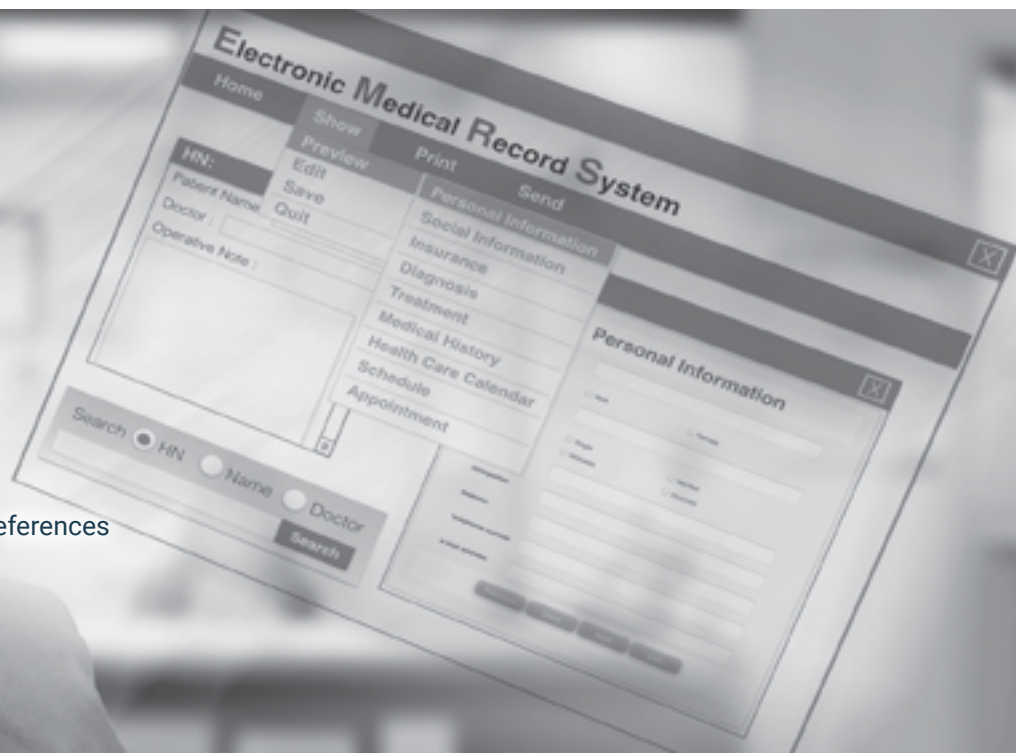 Electronic Medical Record System
Home Show Print Send
Preview
Edit
Save
Quit
HN:
Patient Name
Doctor :
Operative Note :
Personal Information
Social Information
Insurance
Diagnosis
Treatment
Medical History
Health Care Calendar
Schedule
Appointment
Personal Information
Search HN Name Doctor
Search
eferences